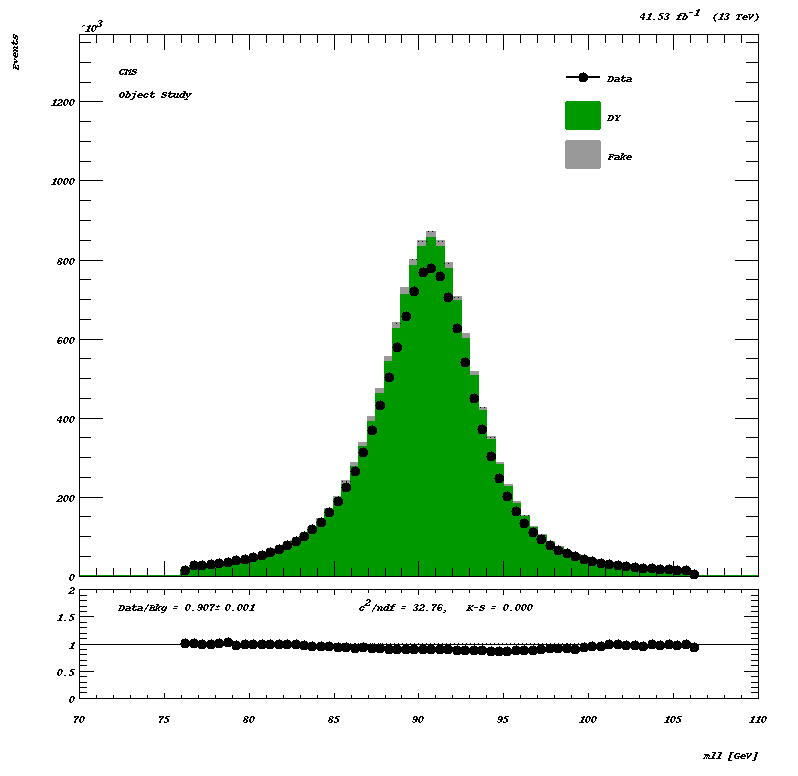 41.53 fb⁻¹ (13 TeV)
´10³
Events
CMS
Object Study
Data
DY
Fake
1200
1000
800
600
400
200
0
Data/Bkg = 0.907± 0.001
c²/ndf = 32.76, K-S = 0.000
2
1.5
1
0.5
0
70 75 80 85 90 95 100 105 110
mll [GeV]